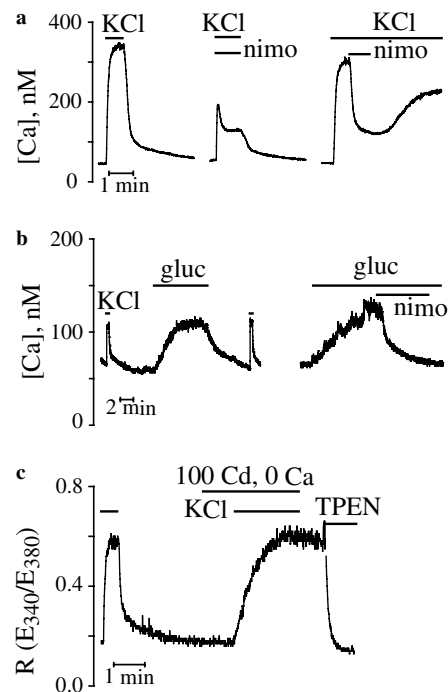 a
KCl
KCl
nimo
KCl
nimo
400
200
0
[Ca], nM
1 min
b
200
150
100
50
0
[Ca], nM
KCl
gluc
gluc
nimo
2 min
c
100 Cd, 0 Ca
KCl
TPEN
0.8
0.4
0.0
R (E340/E380)
1 min